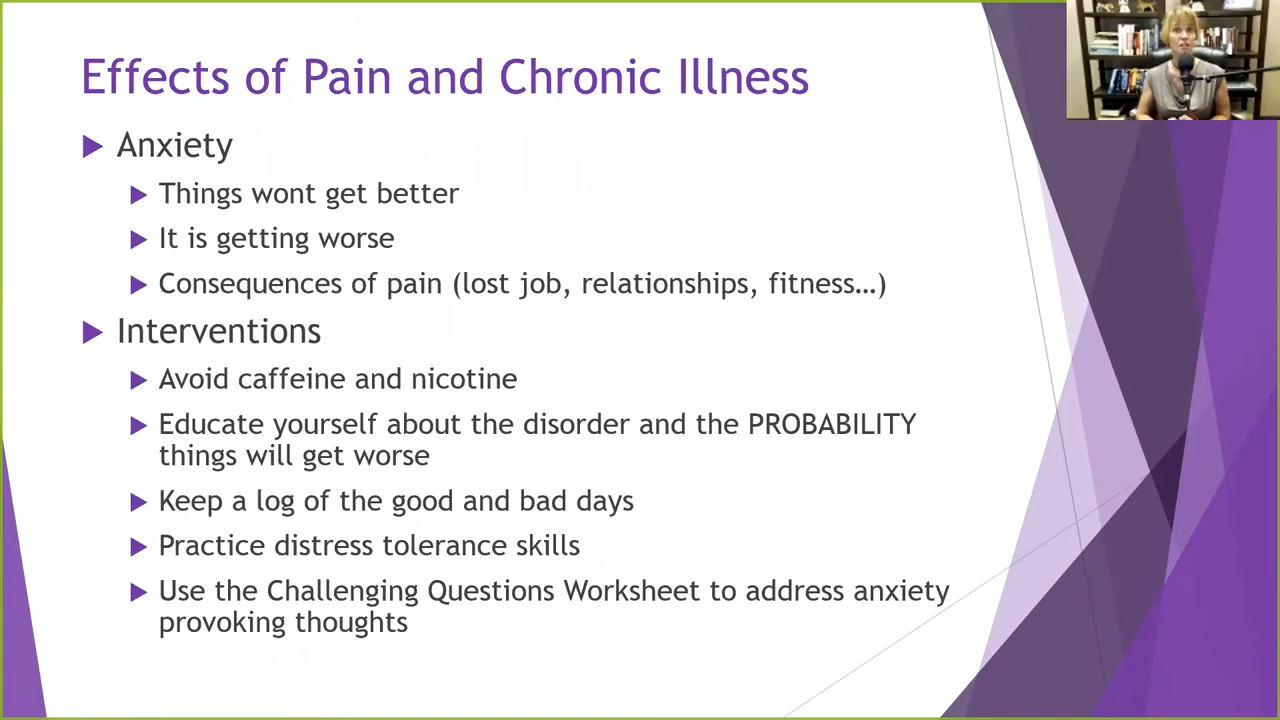 Effects of Pain and Chronic Illness
Anxiety
Things wont get better
It is getting worse
Consequences of pain (lost job, relationships, fitness…)
Interventions
Avoid caffeine and nicotine
Educate yourself about the disorder and the PROBABILITY
things will get worse
Keep a log of the good and bad days
Practice distress tolerance skills
Use the Challenging Questions Worksheet to address anxiety
provoking thoughts